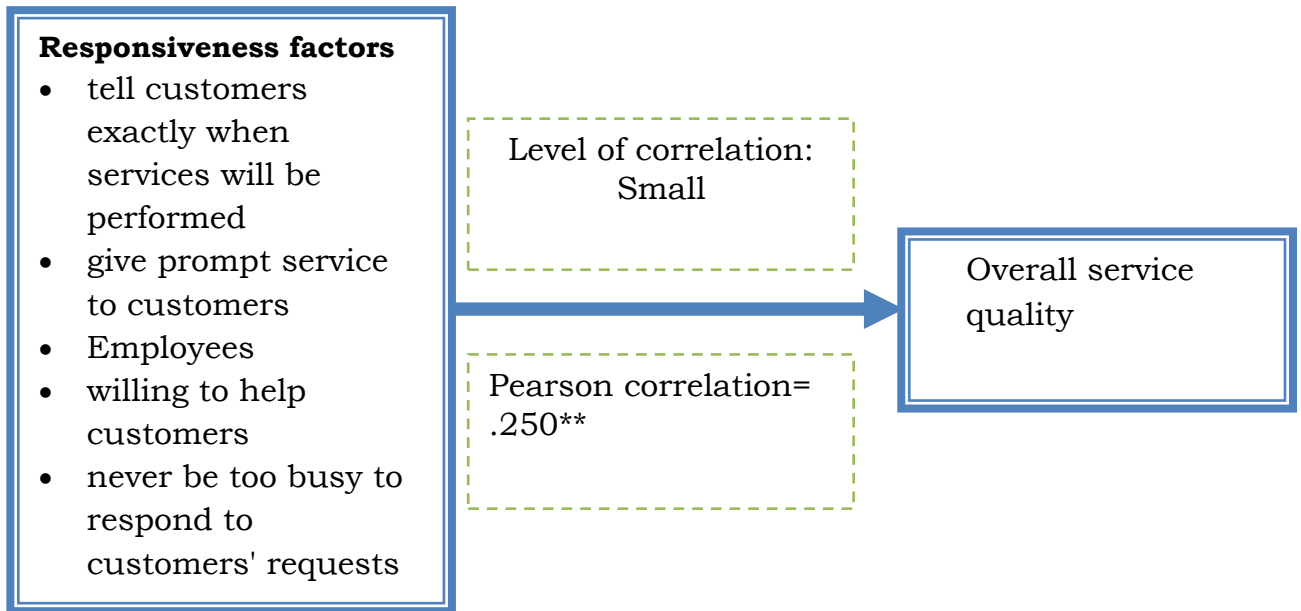 Responsiveness factors
• tell customers
exactly when
services will be
performed
• give prompt service
to customers
• Employees
• willing to help
customers
• never be too busy to
respond to
customers' requests
Level of correlation:
Small
Pearson correlation=
.250**
Overall service
quality